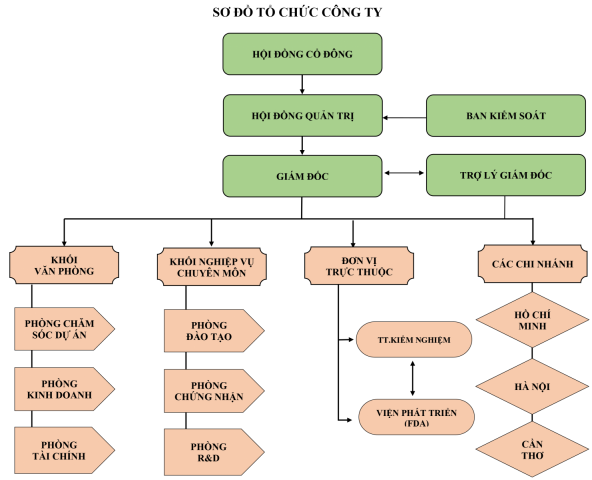 SƠ ĐỒ TỔ CHỨC CÔNG TY
HỘI ĐỒNG CỔ ĐÔNG
HỘI ĐỒNG QUẢN TRỊ
BAN KIỂM SOÁT
GIÁM ĐỐC
TRỢ LÝ GIÁM ĐỐC
KHỐI
VĂN PHÒNG
KHỐI NGHIỆP VỤ
CHUYÊN MÔN
ĐƠN VỊ
TRỰC THUỘC
CÁC CHI NHÁNH
PHÒNG CHĂM
SÓC DỰ ÁN
PHÒNG
KINH DOANH
PHÒNG
TÀI CHÍNH
PHÒNG
ĐÀO TẠO
PHÒNG
CHỨNG NHẬN
PHÒNG
R&D
TT.KIỂM NGHIỆM
VIỆN PHÁT TRIỂN
(FDA)
HỒ CHÍ
MINH
HÀ NỘI
CẦN
THƠ